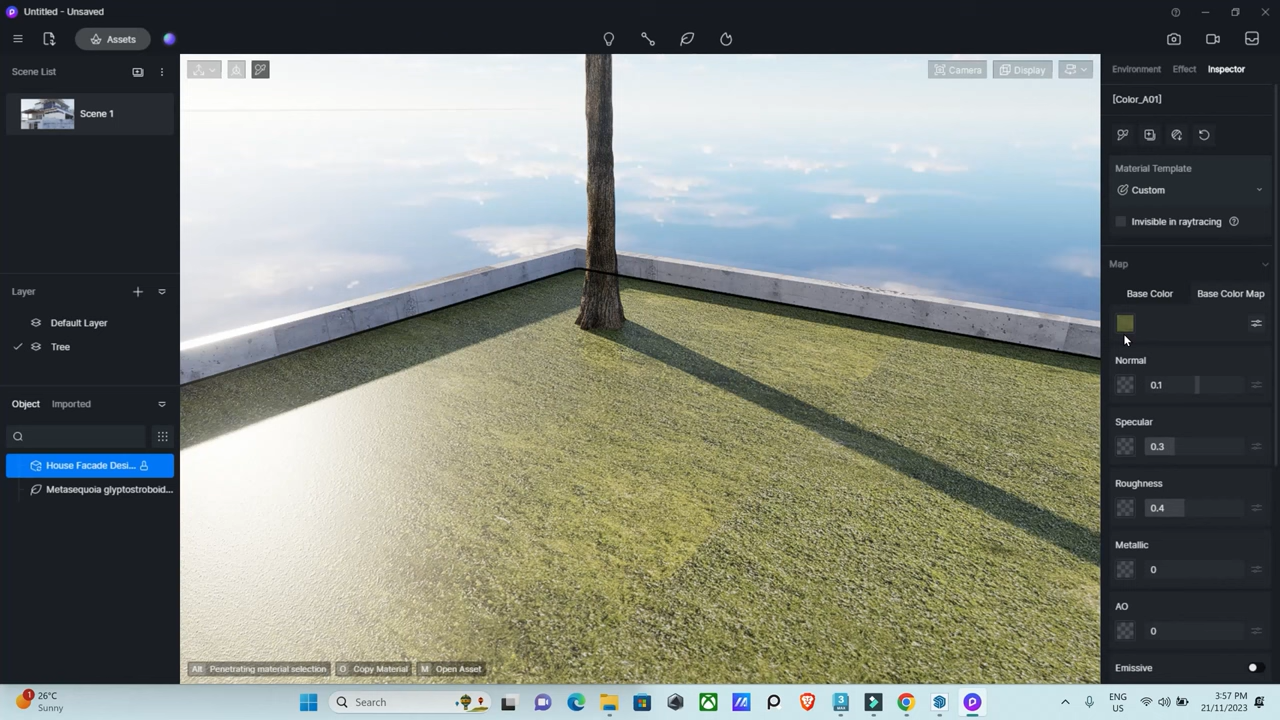 Untitled - Unsaved
Assets
Scene List
Scene 1
Layer
Default Layer
Tree
Object Imported
House Facade Desi...
Metasequoia glyptostroboid...
Camera
Display
Alt Penetrating material selection O Copy Material M Open Asset
Environment Effect Inspector
[Color_A01]
Material Template
Custom
Invisible in raytracing
Map
Base Color Base Color Map
Normal
0.1
Specular
0.3
Roughness
0.4
Metallic
0
AO
0
Emissive
1
26°C
Sunny
Search
3
MAX
ENG
US
3:57 PM
21/11/2023